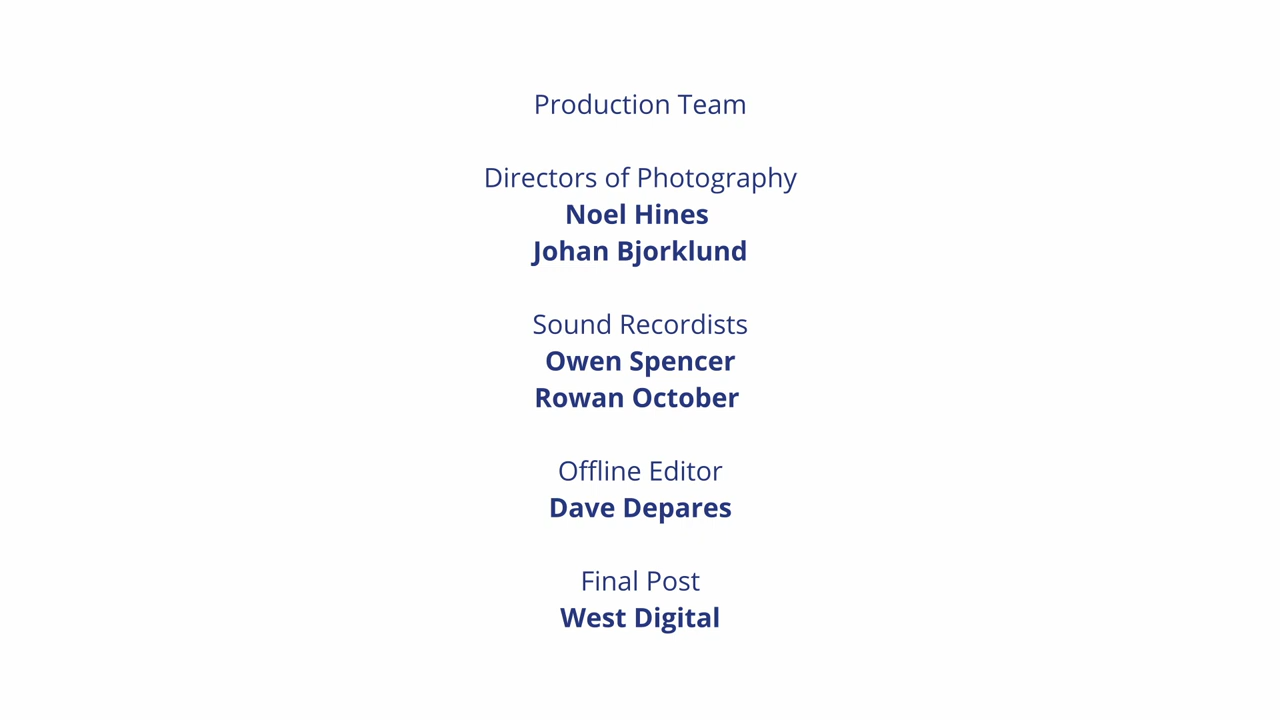 Production Team
Directors of Photography
Noel Hines
Johan Bjorklund
Sound Recordists
Owen Spencer
Rowan October
Offline Editor
Dave Depares
Final Post
West Digital